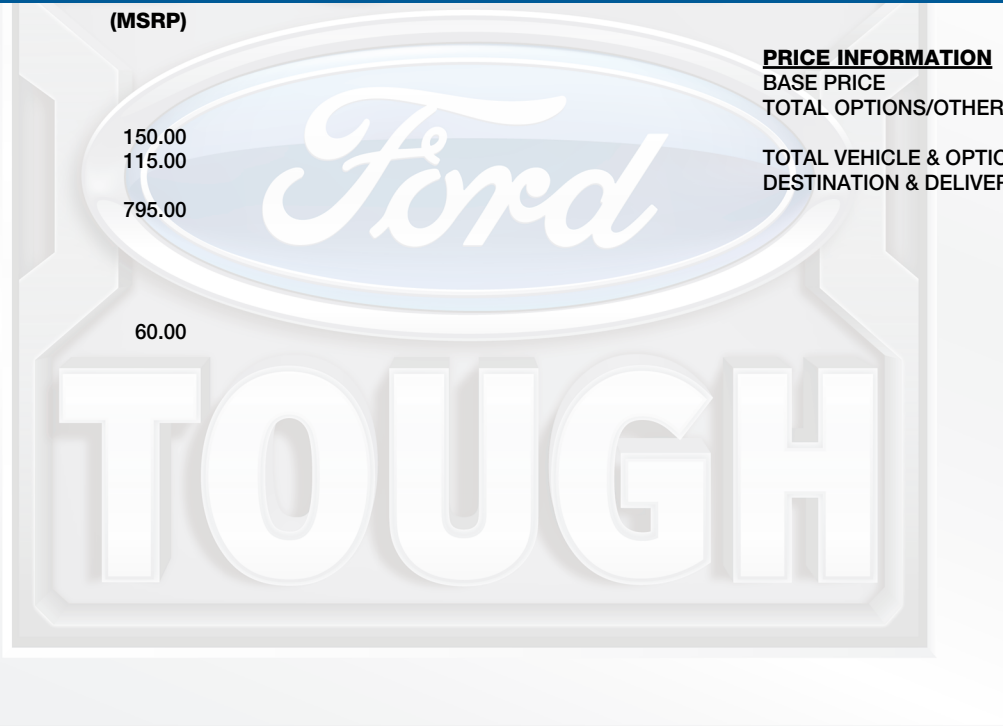 (MSRP)
150.00
115.00
795.00
60.00
PRICE INFORMATION
BASE PRICE
TOTAL OPTIONS/OTHER
TOTAL VEHICLE & OPTIO
DESTINATION & DELIVER
Ford
TOUGH